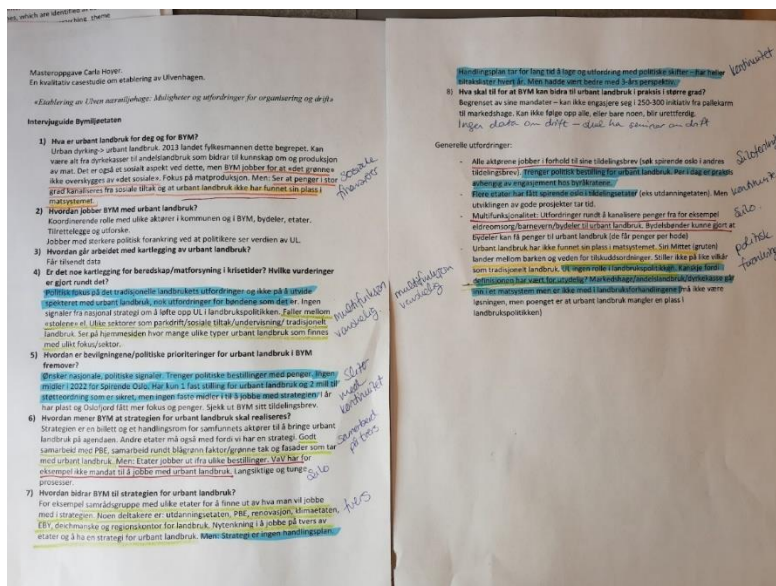 Masteroppgave Carla Hoyer.
En kvalitativ casestudie om etablering av Ulvenhagen.
«Etablering av Ulven nærmiljøhage: Muligheter og utfordringer for organisering og drift»
Intervjuguide Bymiljøetaten
1) Hva er urbant landbruk for deg og for BYM?
Urban dyrking-> urbant landbruk. 2013 landet fylkesmannen dette begrepet. Kan
være alt fra dyrkekasser til andelslandbruk som bidrar til kunnskap om og produksjon
av mat. Det er også et sosialt aspekt ved dette, men BYM jobber for at «det grønne»
ikke overskygges av «det sosiale». Fokus på matproduksjon. Men: Ser at penger i stor
grad kanaliseres fra sosiale tiltak og at urbant landbruk ikke har funnet sin plass i
matsystemet.
sosiale
2) Hvordan jobber BYM med urbant landbruk?
Koordinerende rolle med ulike aktører i kommunen og i BYM, bydeler, etater.
Tilrettelegge og utforske.
Jobber med sterkere politisk forankring ved at politikere ser verdien av UL.
3) Hvordan går arbeidet med kartlegging av urbant landbruk?
Får tilsendt data
4) Er det noe kartlegging for beredskap/matforsyning i krisetider? Hvilke vurderinger
er gjort rundt det?
Politisk fokus på det tradisjonelle landbrukets utfordringer og ikke på å utvide
spekteret med urbant landbruk, nok utfordringer for bøndene som det er. Ingen
signaler fra nasjonal strategi om å løfte opp UL i landbrukspolitikken. Faller mellom
«stolene» el. Ulike sektorer som parkdrift/sosiale tiltak/undervisning/ tradisjonelt
landbruk. Ser på hjemmesiden hvor mange ulike typer urbant landbruk som finnes
med ulikt fokus/sektor.
multifunksjon
vanskelig
5) Hvordan er bevilgningene/politiske prioriteringer for urbant landbruk i BYM
fremover?
Ønsker nasjonale, politiske signaler. Trenger politiske bestillinger med penger. Ingen
midler i 2022 for Spirende Oslo. Har kun 1 fast stilling for urbant landbruk og 2 mill til
støtteordning som er sikret, men ingen faste midler i til å jobbe med strategien. I år
har plast og Oslofjord fått mer fokus og penger. Sjekk ut BYM sitt tildelingsbrev.
med
kontinuitet
6) Hvordan mener BYM at strategien for urbant landbruk skal realiseres?
Strategien er en billett og et handlingsrom for samfunnets aktører til å bringe urbant
landbruk på agendaen. Andre etater må også med fordi vi har en strategi. Godt
samarbeid med PBE, samarbeid rundt blågrønn faktor/grønne tak og fasader som tar
med urbant landbruk. Men: Etater jobber ut ifra ulike bestillinger. VaV har for
eksempel ikke mandat til å jobbe med urbant landbruk. Langsiktige og tunge
prosesser.
Samarbeid
på tvers
Silo
7) Hvordan bidrar BYM til strategien for urbant landbruk?
For eksempel samrådsgruppe med ulike etater for å finne ut av hva man vil jobbe
med i strategien. Noen deltakere er: utdanningsetaten, PBE, renovasjon, klimaetaten,
EBY, deichmanske og regionskontor for landbruk. Nytenkning i å jobbe på tvers av
etater og å ha en strategi for urbant landbruk. Men: Strategi er ingen handlingsplan.
tvers
Handlingsplan tar for lang tid å lage og utfordring med politiske skifter – har heller
tiltakslister hvert år. Men hadde vært bedre med 3-års perspektiv.
kontinuitet
8) Hva skal til for at BYM kan bidra til urbant landbruk i praksis i større grad?
Begrenset av sine mandater – kan ikke engasjere seg i 250-300 initiativ fra pallekarm
til markedshage. Kan ikke følge opp alle, eller bare noen, blir urettferdig.
Ingen data om drift – skal ha seminar om drift
Generelle utfordringer:
- Alle aktørene jobber i forhold til sine tildelingsbrev (søk spirende oslo i andres
tildelingsbrev). Trenger politisk bestilling for urbant landbruk. Per i dag er praksis
avhengig av engasjement hos byråkratene.
- Flere etater har fått spirende oslo i tildelingsetater (eks utdanningetaten). Men
utviklingen av gode prosjekter tar tid.
- Multifunksjonalitet: Utfordringer rundt å kanalisere penger fra for eksempel
eldreomsorg/barnevern/bydeler til urbant landbruk. Bydelsbønder kunne gjort at
bydeler kan få penger til urbant landbruk (de får penger per hode)
- Urbant landbruk har ikke funnet sin plass i matsystemet. Siri Mittet (gruten)
lander mellom barken og veden for tilskuddsordninger. Stiller ikke på like vilkår
som tradisjonelt landbruk. UL ingen rolle i landbrukspolitikk. Kanskje fordi
definisjonen har vært for utydelig? Markedshage/andelslandbruk/dyrkekasse går
inn i et matsystem men er ikke med i landbruksforhandlingene (må ikke være
løsningen, men poenget er at urbant landbruk mangler en plass i
landbrukspolitikken)
kontinuitet
Silo
politisk
multifunksjon
vanskelig